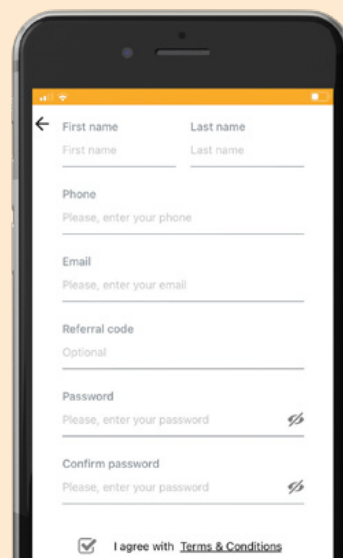 First name Last name
First name Last name
Phone
Please, enter your phone
Email
Please, enter your email
Referral code
Optional
Password
Please, enter your password
Confirm password
Please, enter your password
I agree with Terms & Conditions